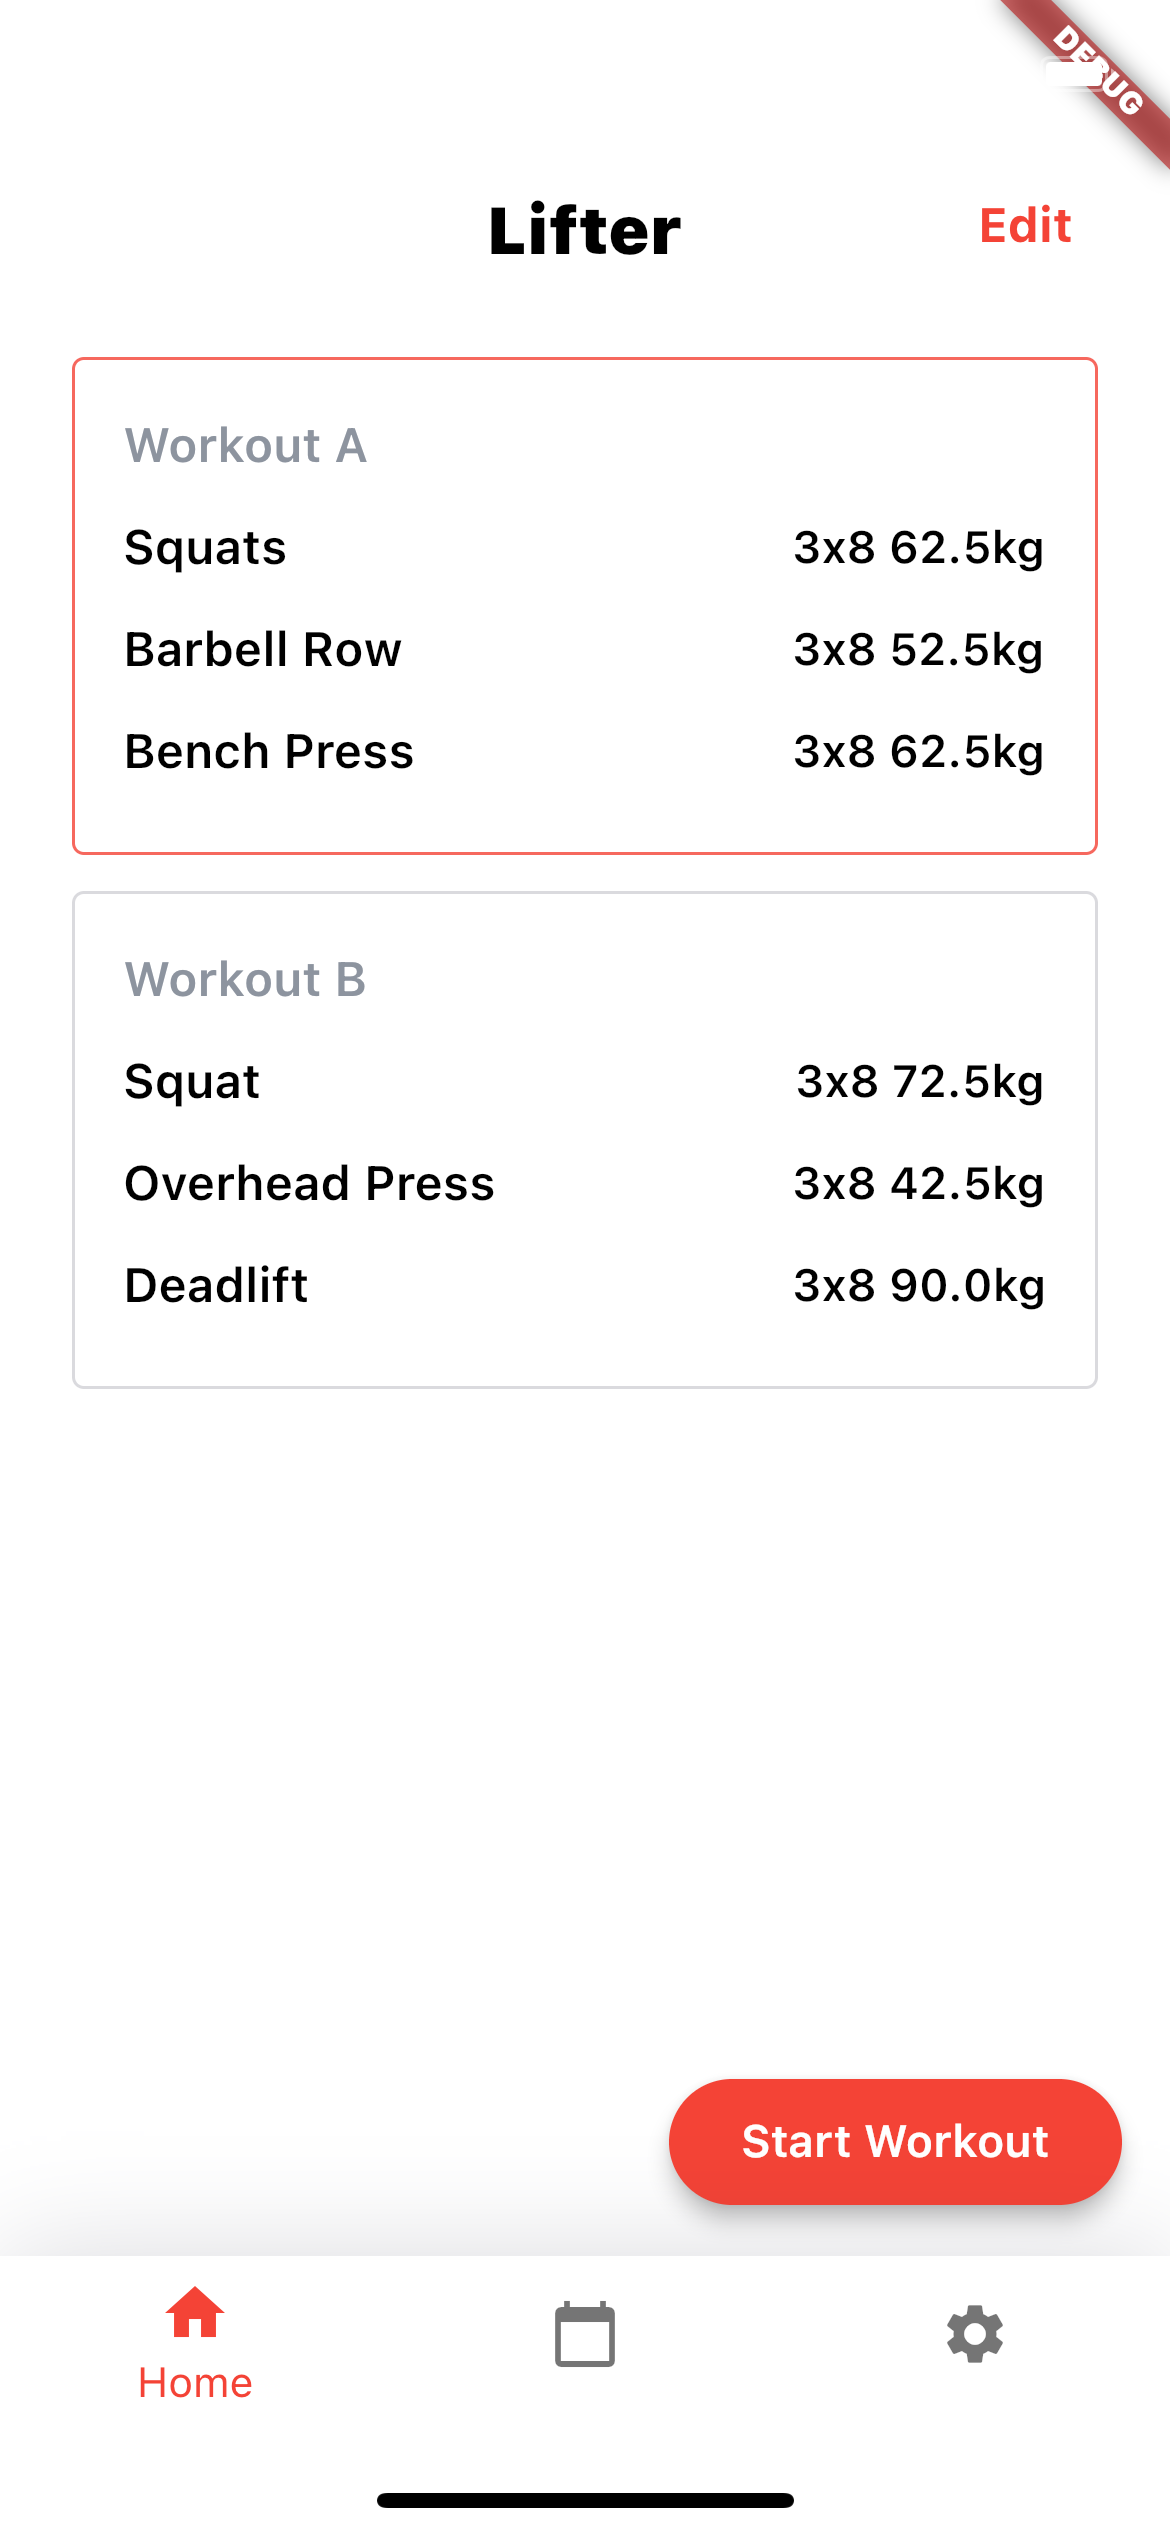 DEBUG
Lifter
Edit
Workout A
Squats 3x8 62.5kg
Barbell Row 3x8 52.5kg
Bench Press 3x8 62.5kg
Workout B
Squat 3x8 72.5kg
Overhead Press 3x8 42.5kg
Deadlift 3x8 90.0kg
Start Workout
Home